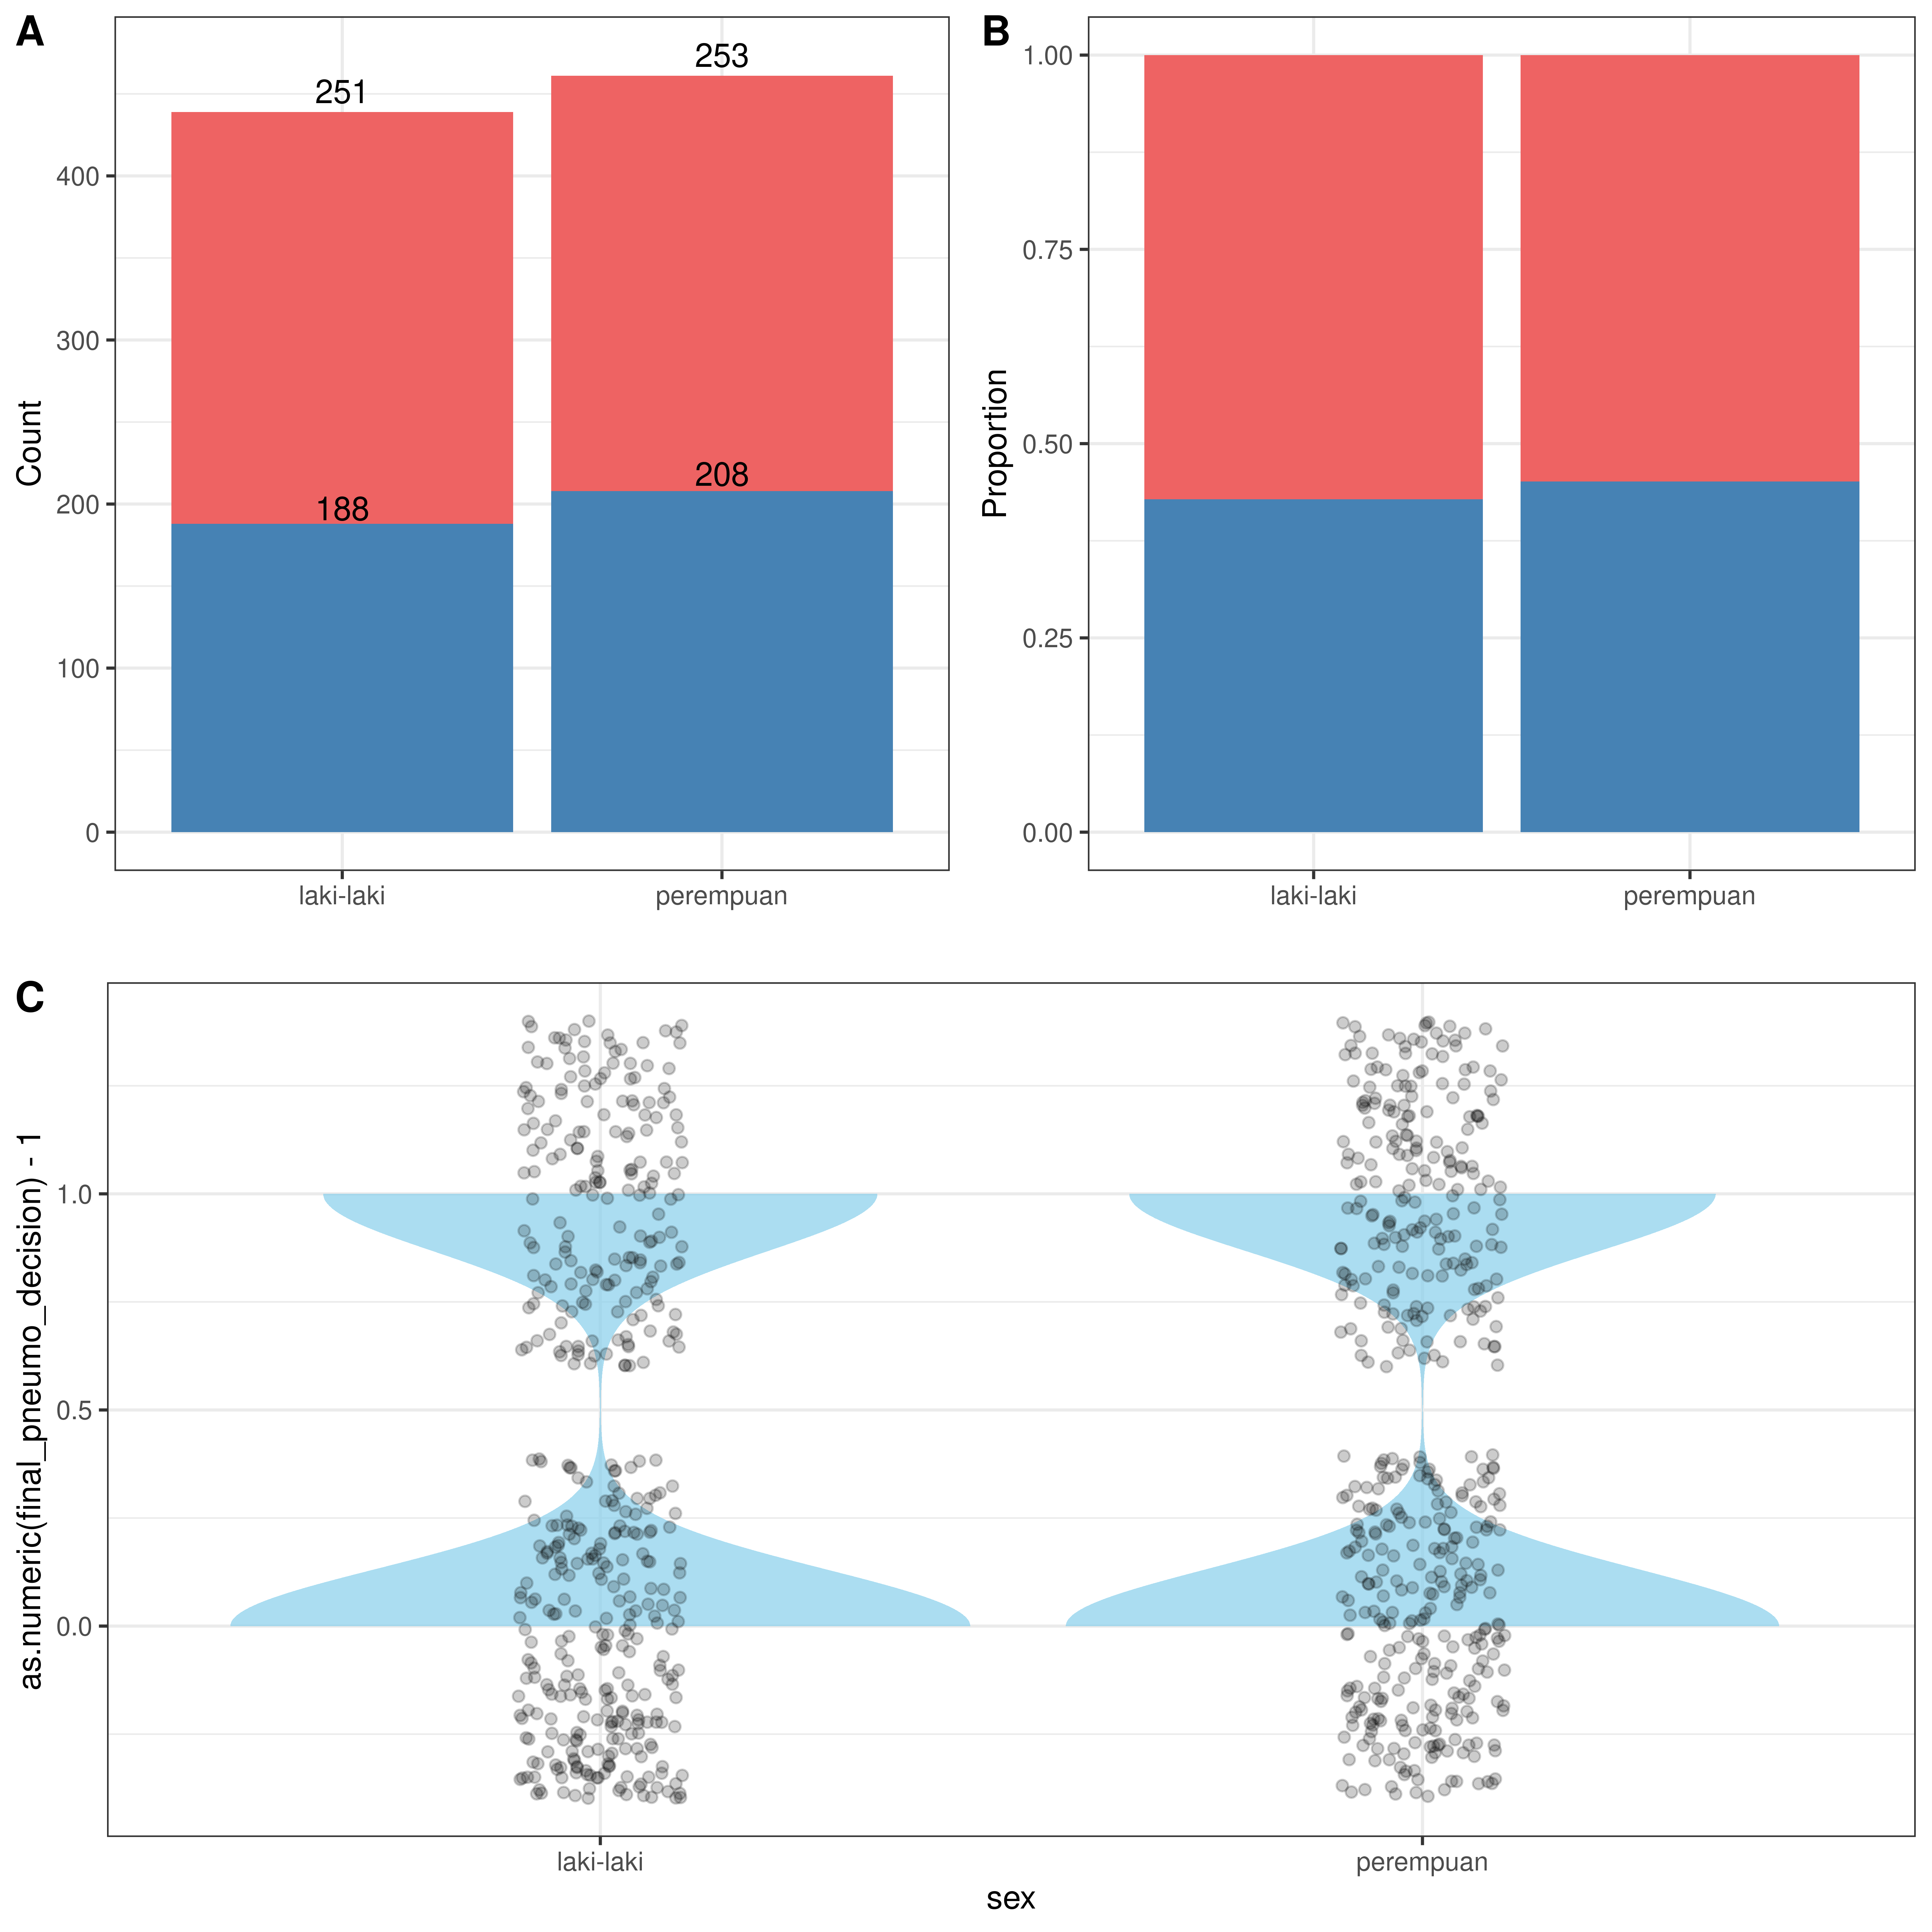 A
Count
400
300
200
100
0
251
188
253
208
laki-laki
perempuan
B
Proportion
1.00
0.75
0.50
0.25
0.00
laki-laki
perempuan
C
as.numeric(final_pneumo_decision) - 1
1.0
0.5
0.0
laki-laki
perempuan
sex